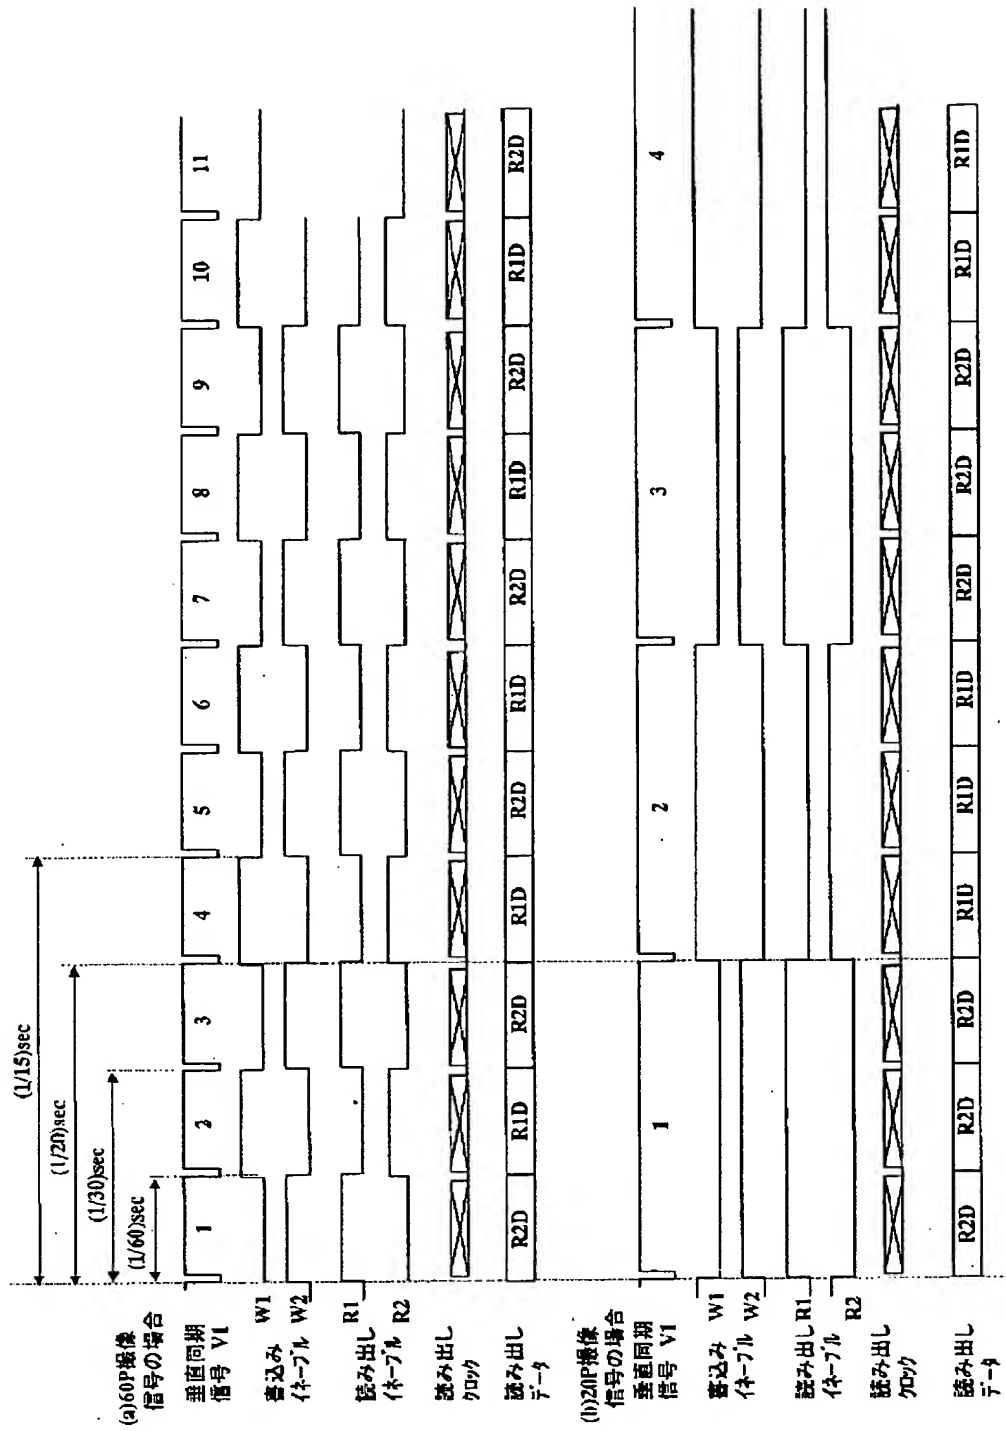 (1/15)sec
(1/20)sec
(1/30)sec
(1/60)sec
(a)60P撮像
信号の場合
垂直同期
信号 V1
1 2 3 4 5 6 7 8 9 10 11
書込み
イネーブル
W1
W2
読み出し
イネーブル
R1
R2
読み出し
クロック
読み出し
データ
R2D R1D R2D R1D R2D R1D R2D R1D R2D R1D R2D
(b)20P撮像
信号の場合
垂直同期
信号 V1
1 2 3 4
書込み
イネーブル
W1
W2
読み出し
イネーブル
R1
R2
読み出し
クロック
読み出し
データ
R2D R2D R2D R1D R1D R1D R2D R2D R2D R1D R1D